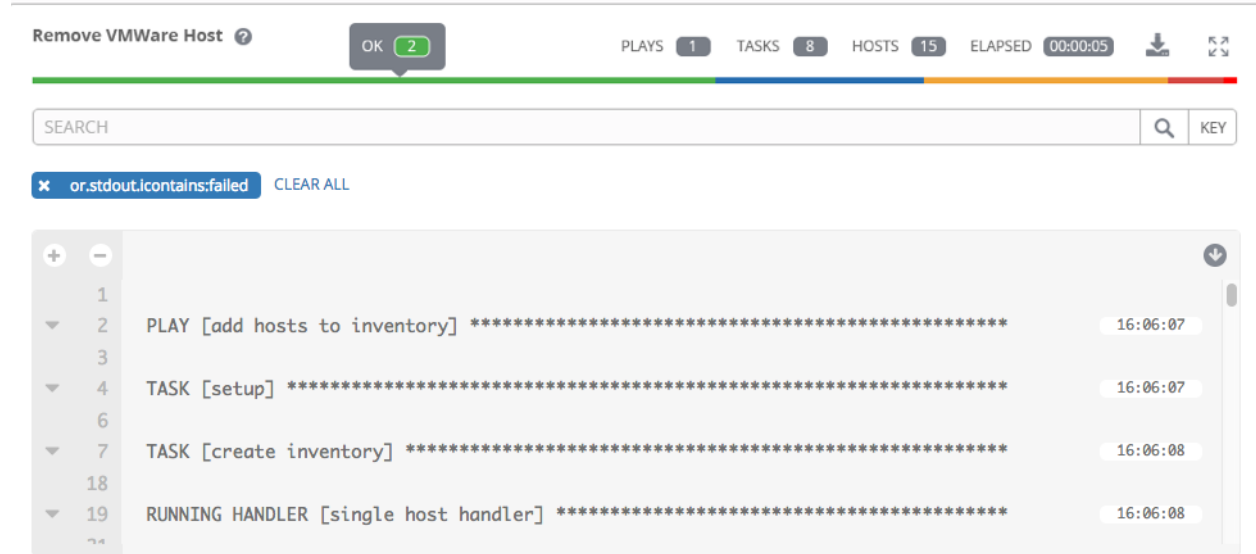 Remove VMWare Host ? OK 2 PLAYS 1 TASKS 8 HOSTS 15 ELAPSED 00:00:05
SEARCH KEY
× or.stdout.icontains:failed CLEAR ALL
+ −
1
2 PLAY [add hosts to inventory] ************************************************** 16:06:07
3
4 TASK [setup] ******************************************************************* 16:06:07
6
7 TASK [create inventory] ******************************************************** 16:06:08
18
19 RUNNING HANDLER [single host handler] ****************************************** 16:06:08